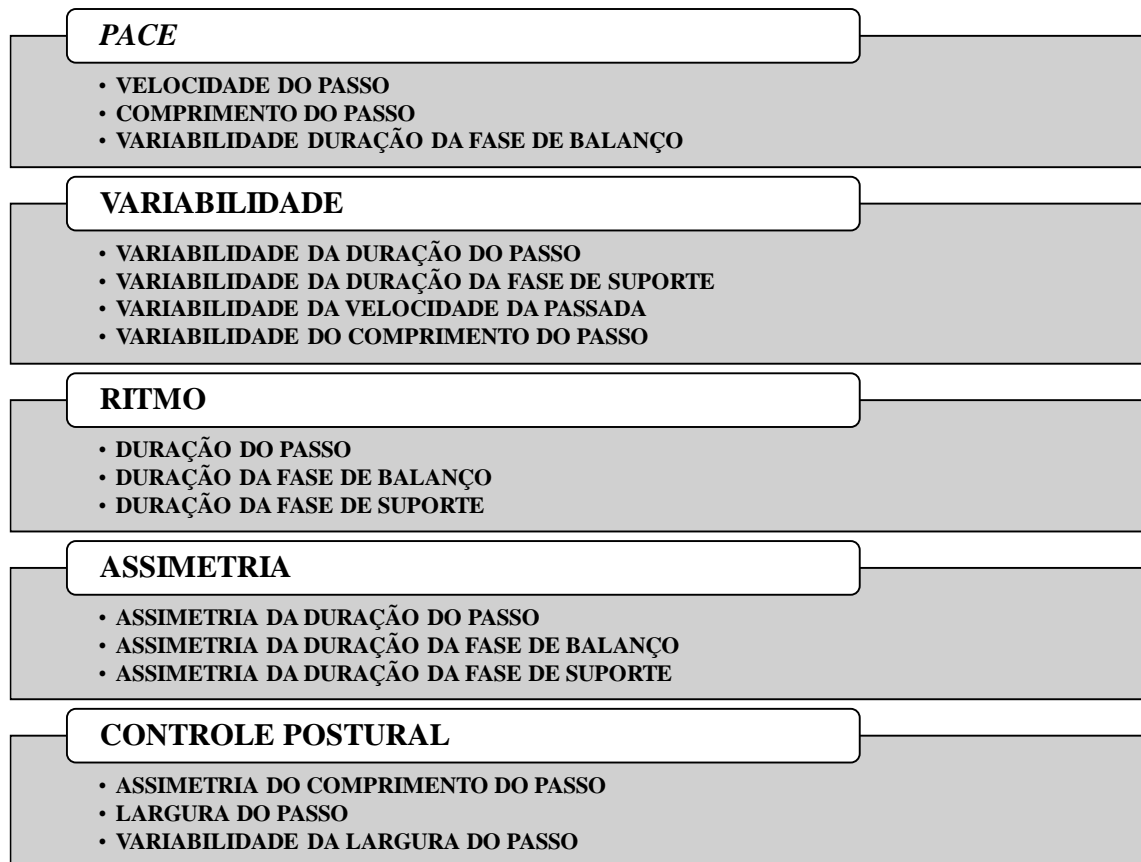 PACE
• VELOCIDADE DO PASSO
• COMPRIMENTO DO PASSO
• VARIABILIDADE DURAÇÃO DA FASE DE BALANÇO
VARIABILIDADE
• VARIABILIDADE DA DURAÇÃO DO PASSO
• VARIABILIDADE DA DURAÇÃO DA FASE DE SUPORTE
• VARIABILIDADE DA VELOCIDADE DA PASSADA
• VARIABILIDADE DO COMPRIMENTO DO PASSO
RITMO
• DURAÇÃO DO PASSO
• DURAÇÃO DA FASE DE BALANÇO
• DURAÇÃO DA FASE DE SUPORTE
ASSIMETRIA
• ASSIMETRIA DA DURAÇÃO DO PASSO
• ASSIMETRIA DA DURAÇÃO DA FASE DE BALANÇO
• ASSIMETRIA DA DURAÇÃO DA FASE DE SUPORTE
CONTROLE POSTURAL
• ASSIMETRIA DO COMPRIMENTO DO PASSO
• LARGURA DO PASSO
• VARIABILIDADE DA LARGURA DO PASSO